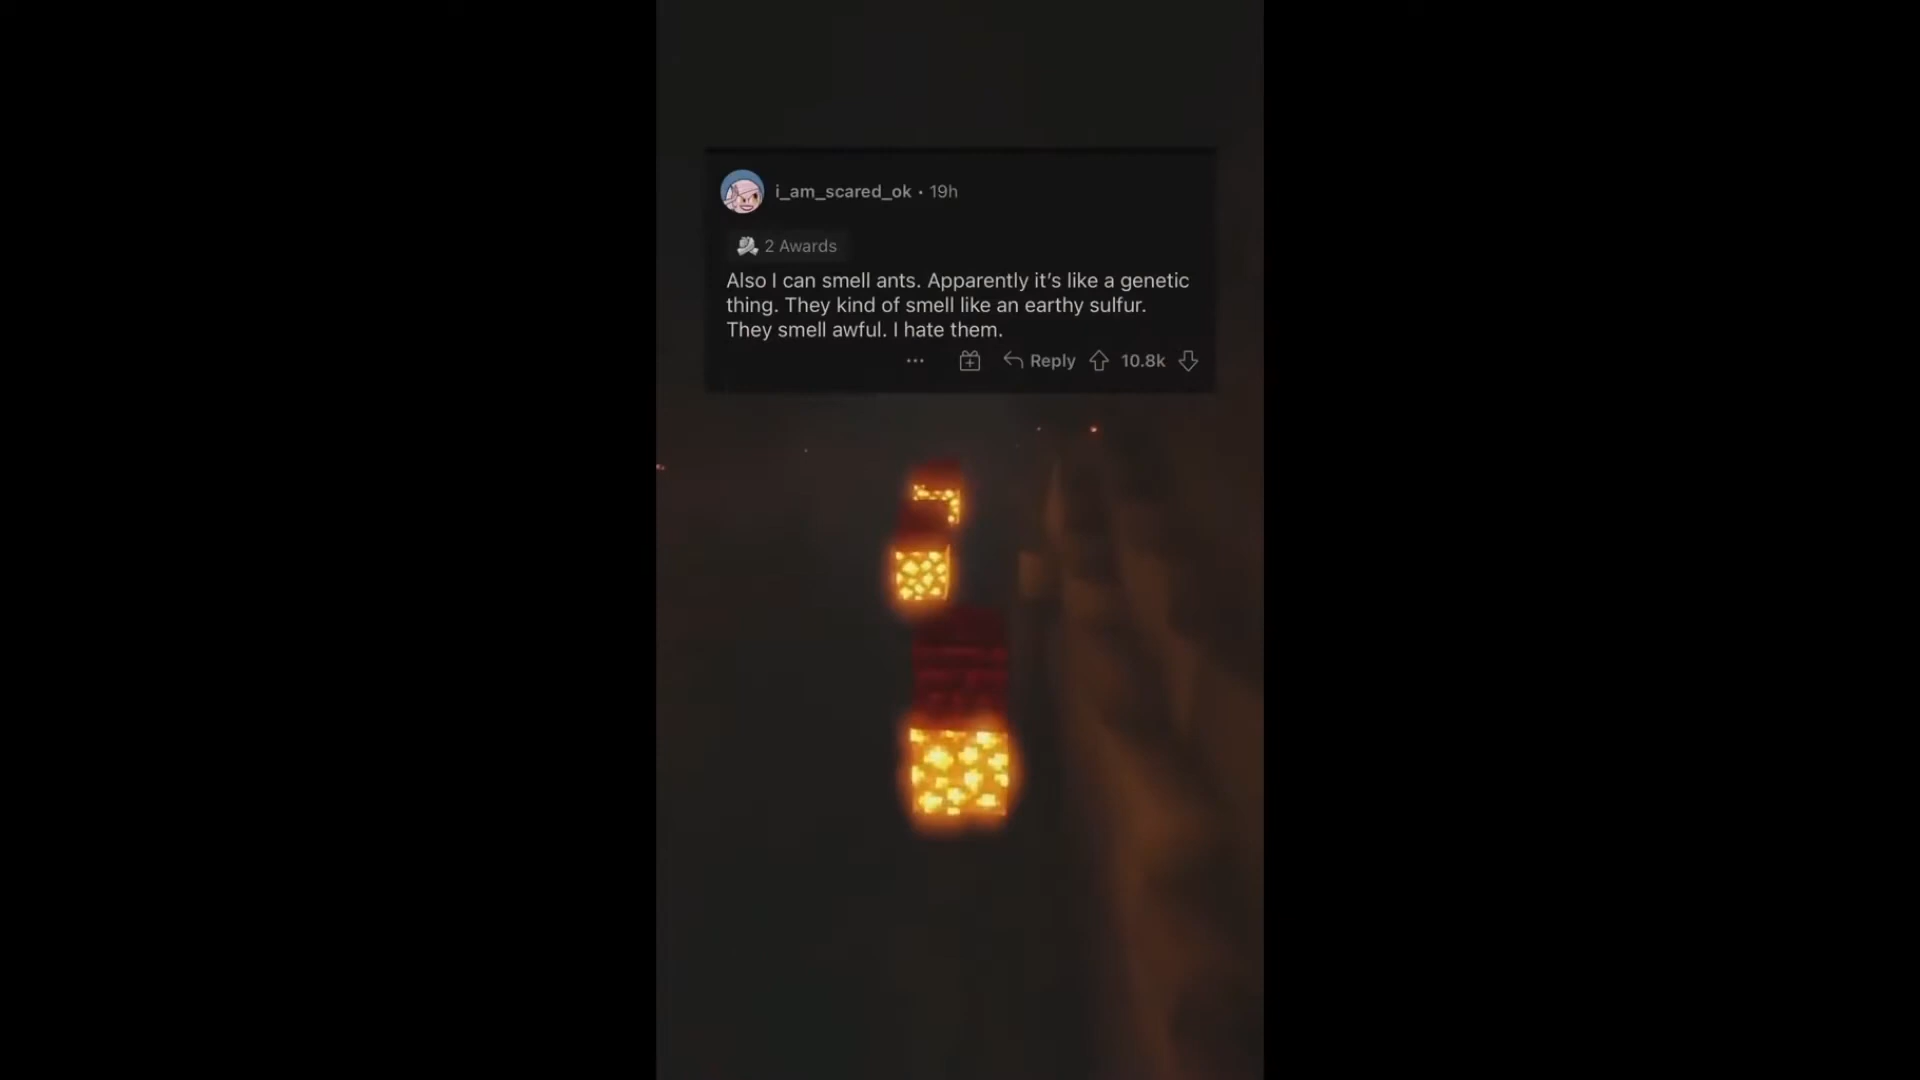 i_am_scared_ok • 19h
2 Awards
Also I can smell ants. Apparently it’s like a genetic
thing. They kind of smell like an earthy sulfur.
They smell awful. I hate them.
Reply 10.8k